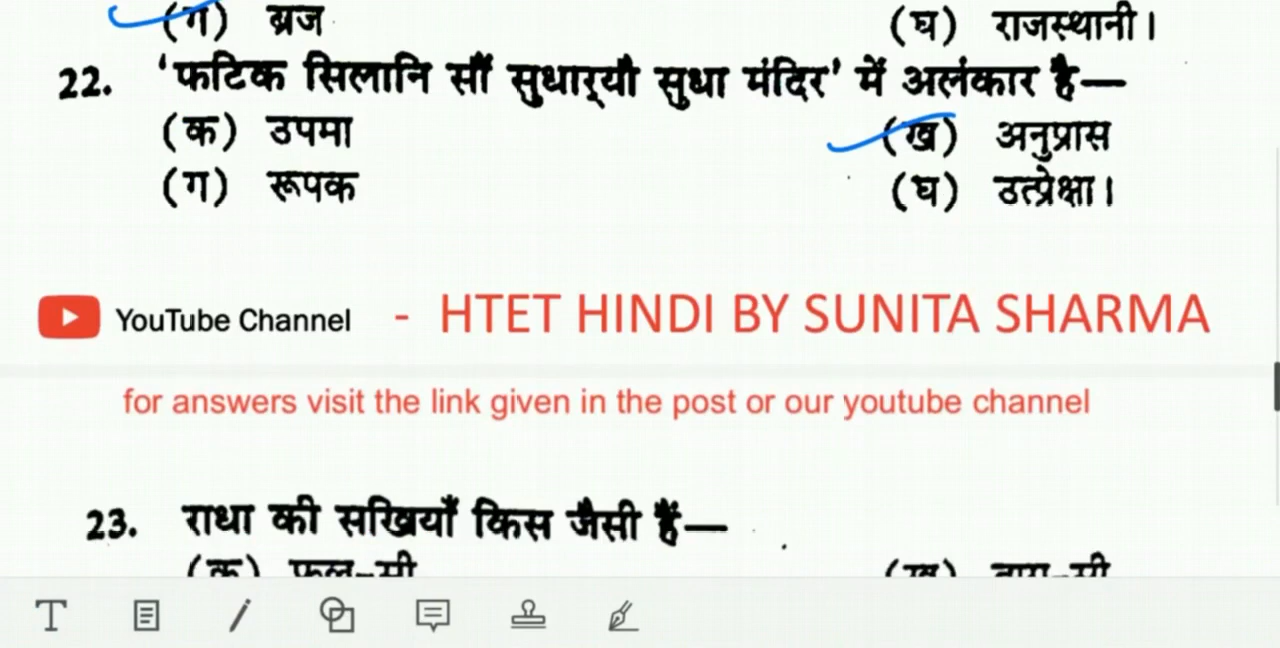 (ग) ब्रज (घ) राजस्थानी।
22. 'फटिक सिलानि सौं सुधार्‌यौ सुधा मंदिर' में अलंकार है—
(क) उपमा (ख) अनुप्रास
(ग) रूपक (घ) उत्प्रेक्षा।
YouTube Channel - HTET HINDI BY SUNITA SHARMA
for answers visit the link given in the post or our youtube channel
23. राधा की सखियाँ किस जैसी हैं—
(क) (ख)
T